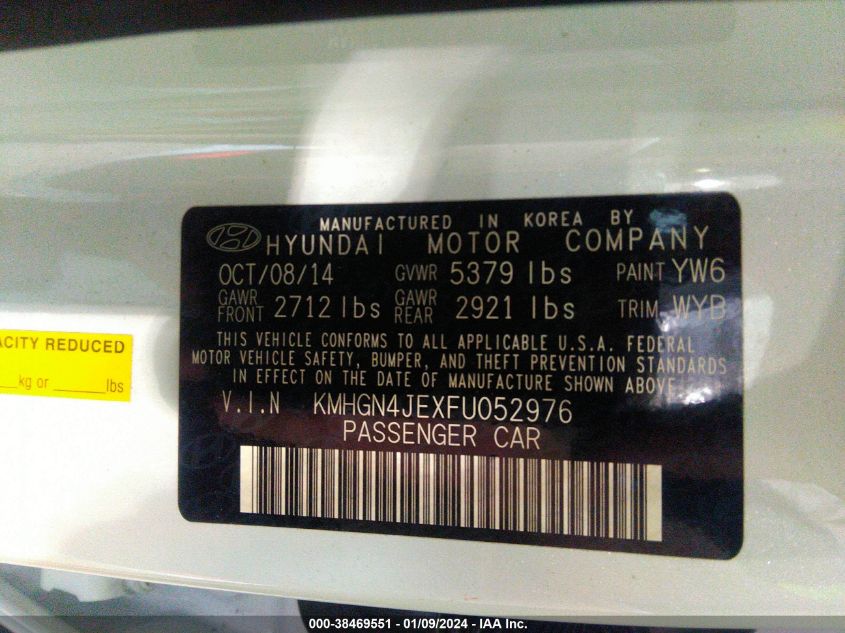 MANUFACTURED IN KOREA BY
HYUNDAI MOTOR COMPANY
OCT/08/14 GVWR 5379 lbs PAINT YW6
GAWR FRONT 2712 lbs GAWR REAR 2921 lbs TRIM WYB
THIS VEHICLE CONFORMS TO ALL APPLICABLE U.S.A. FEDERAL
MOTOR VEHICLE SAFETY, BUMPER, AND THEFT PREVENTION STANDARDS
IN EFFECT ON THE DATE OF MANUFACTURE SHOWN ABOVE
V.I.N KMHGN4JEXFU052976
PASSENGER CAR
ACITY REDUCED
___kg or ______lbs
000-38469551 - 01/09/2024 - IAA Inc.